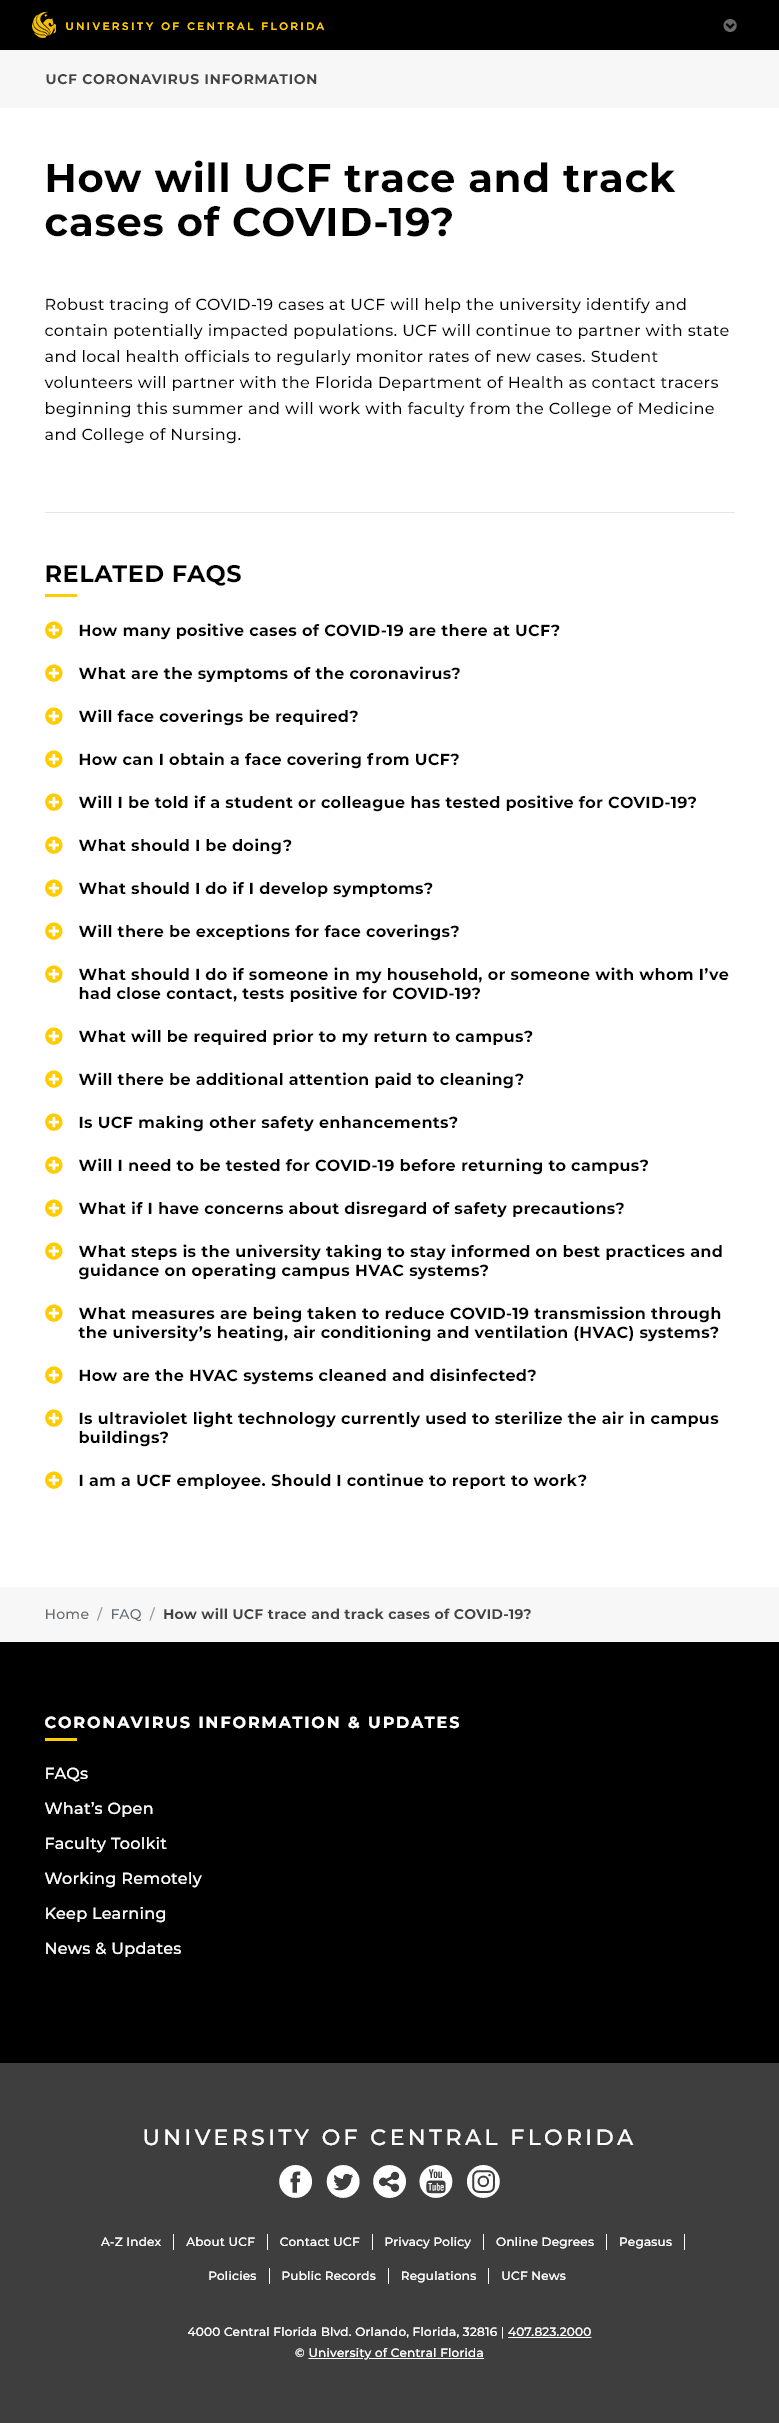 UNIVERSITY OF CENTRAL FLORIDA
UCF CORONAVIRUS INFORMATION
How will UCF trace and track
cases of COVID-19?
Robust tracing of COVID-19 cases at UCF will help the university identify and
contain potentially impacted populations. UCF will continue to partner with state
and local health officials to regularly monitor rates of new cases. Student
volunteers will partner with the Florida Department of Health as contact tracers
beginning this summer and will work with faculty from the College of Medicine
and College of Nursing.
RELATED FAQS
How many positive cases of COVID-19 are there at UCF?
What are the symptoms of the coronavirus?
Will face coverings be required?
How can I obtain a face covering from UCF?
Will I be told if a student or colleague has tested positive for COVID-19?
What should I be doing?
What should I do if I develop symptoms?
Will there be exceptions for face coverings?
What should I do if someone in my household, or someone with whom I’ve
had close contact, tests positive for COVID-19?
What will be required prior to my return to campus?
Will there be additional attention paid to cleaning?
Is UCF making other safety enhancements?
Will I need to be tested for COVID-19 before returning to campus?
What if I have concerns about disregard of safety precautions?
What steps is the university taking to stay informed on best practices and
guidance on operating campus HVAC systems?
What measures are being taken to reduce COVID-19 transmission through
the university’s heating, air conditioning and ventilation (HVAC) systems?
How are the HVAC systems cleaned and disinfected?
Is ultraviolet light technology currently used to sterilize the air in campus
buildings?
I am a UCF employee. Should I continue to report to work?
Home / FAQ / How will UCF trace and track cases of COVID-19?
CORONAVIRUS INFORMATION & UPDATES
FAQs
What’s Open
Faculty Toolkit
Working Remotely
Keep Learning
News & Updates
UNIVERSITY OF CENTRAL FLORIDA
You
Tube
A-Z Index | About UCF | Contact UCF | Privacy Policy | Online Degrees | Pegasus |
Policies | Public Records | Regulations | UCF News
4000 Central Florida Blvd. Orlando, Florida, 32816 | 407.823.2000
© University of Central Florida